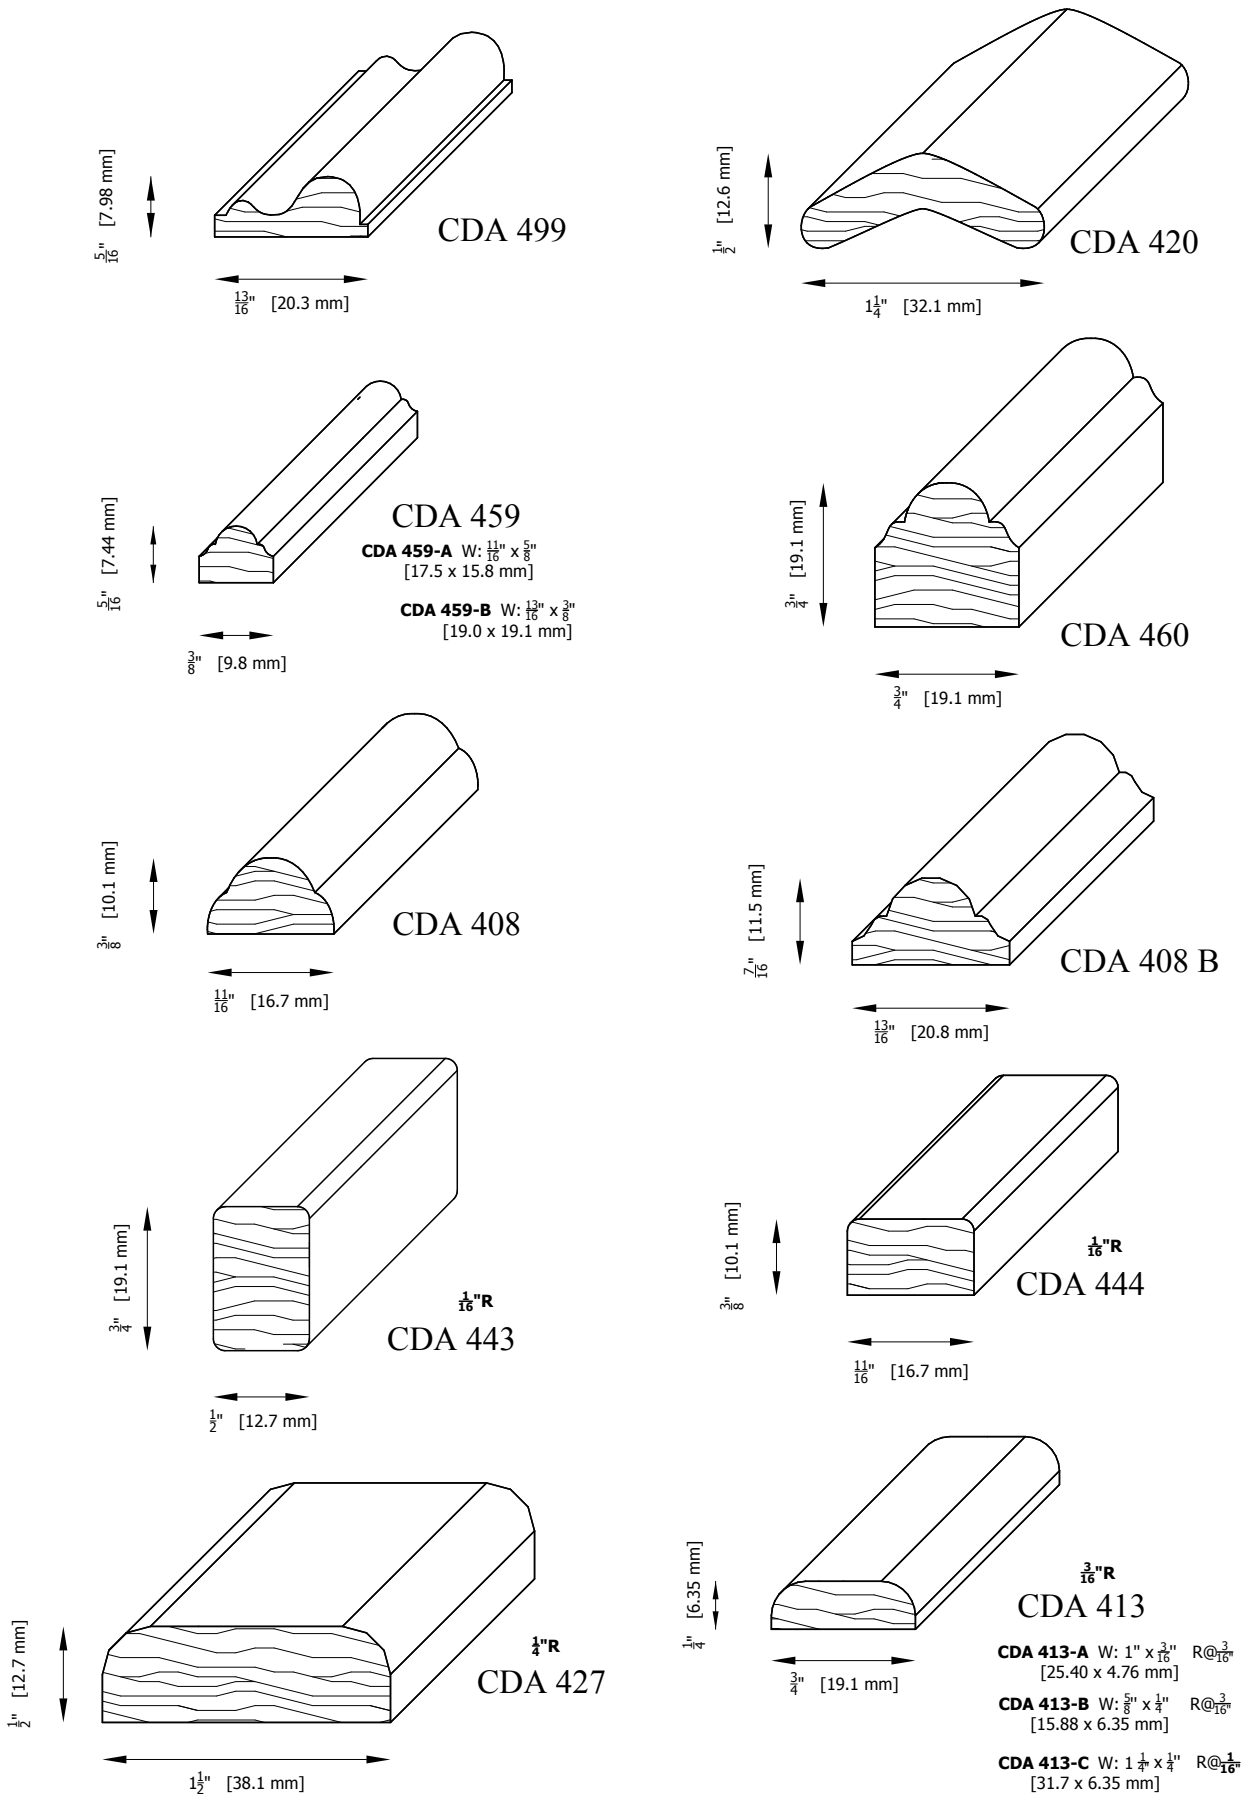 5/16" [7.98 mm]
CDA 499
13/16" [20.3 mm]
1/2" [12.6 mm]
CDA 420
1 1/4" [32.1 mm]
5/16" [7.44 mm]
CDA 459
CDA 459-A W: 11/16" x 5/8"
[17.5 x 15.8 mm]
CDA 459-B W: 13/16" x 3/8"
[19.0 x 19.1 mm]
3/8" [9.8 mm]
3/4" [19.1 mm]
CDA 460
3/4" [19.1 mm]
3/8" [10.1 mm]
CDA 408
11/16" [16.7 mm]
7/16" [11.5 mm]
CDA 408 B
13/16" [20.8 mm]
3/4" [19.1 mm]
1/16"R
CDA 443
1/2" [12.7 mm]
3/8" [10.1 mm]
1/16"R
CDA 444
11/16" [16.7 mm]
1/2" [12.7 mm]
1/4"R
CDA 427
1 1/2" [38.1 mm]
1/4" [6.35 mm]
3/16"R
CDA 413
3/4" [19.1 mm]
CDA 413-A W: 1" x 3/16" R@3/16"
[25.40 x 4.76 mm]
CDA 413-B W: 5/8" x 1/4" R@3/16"
[15.88 x 6.35 mm]
CDA 413-C W: 1 1/4" x 1/4" R@1/16"
[31.7 x 6.35 mm]